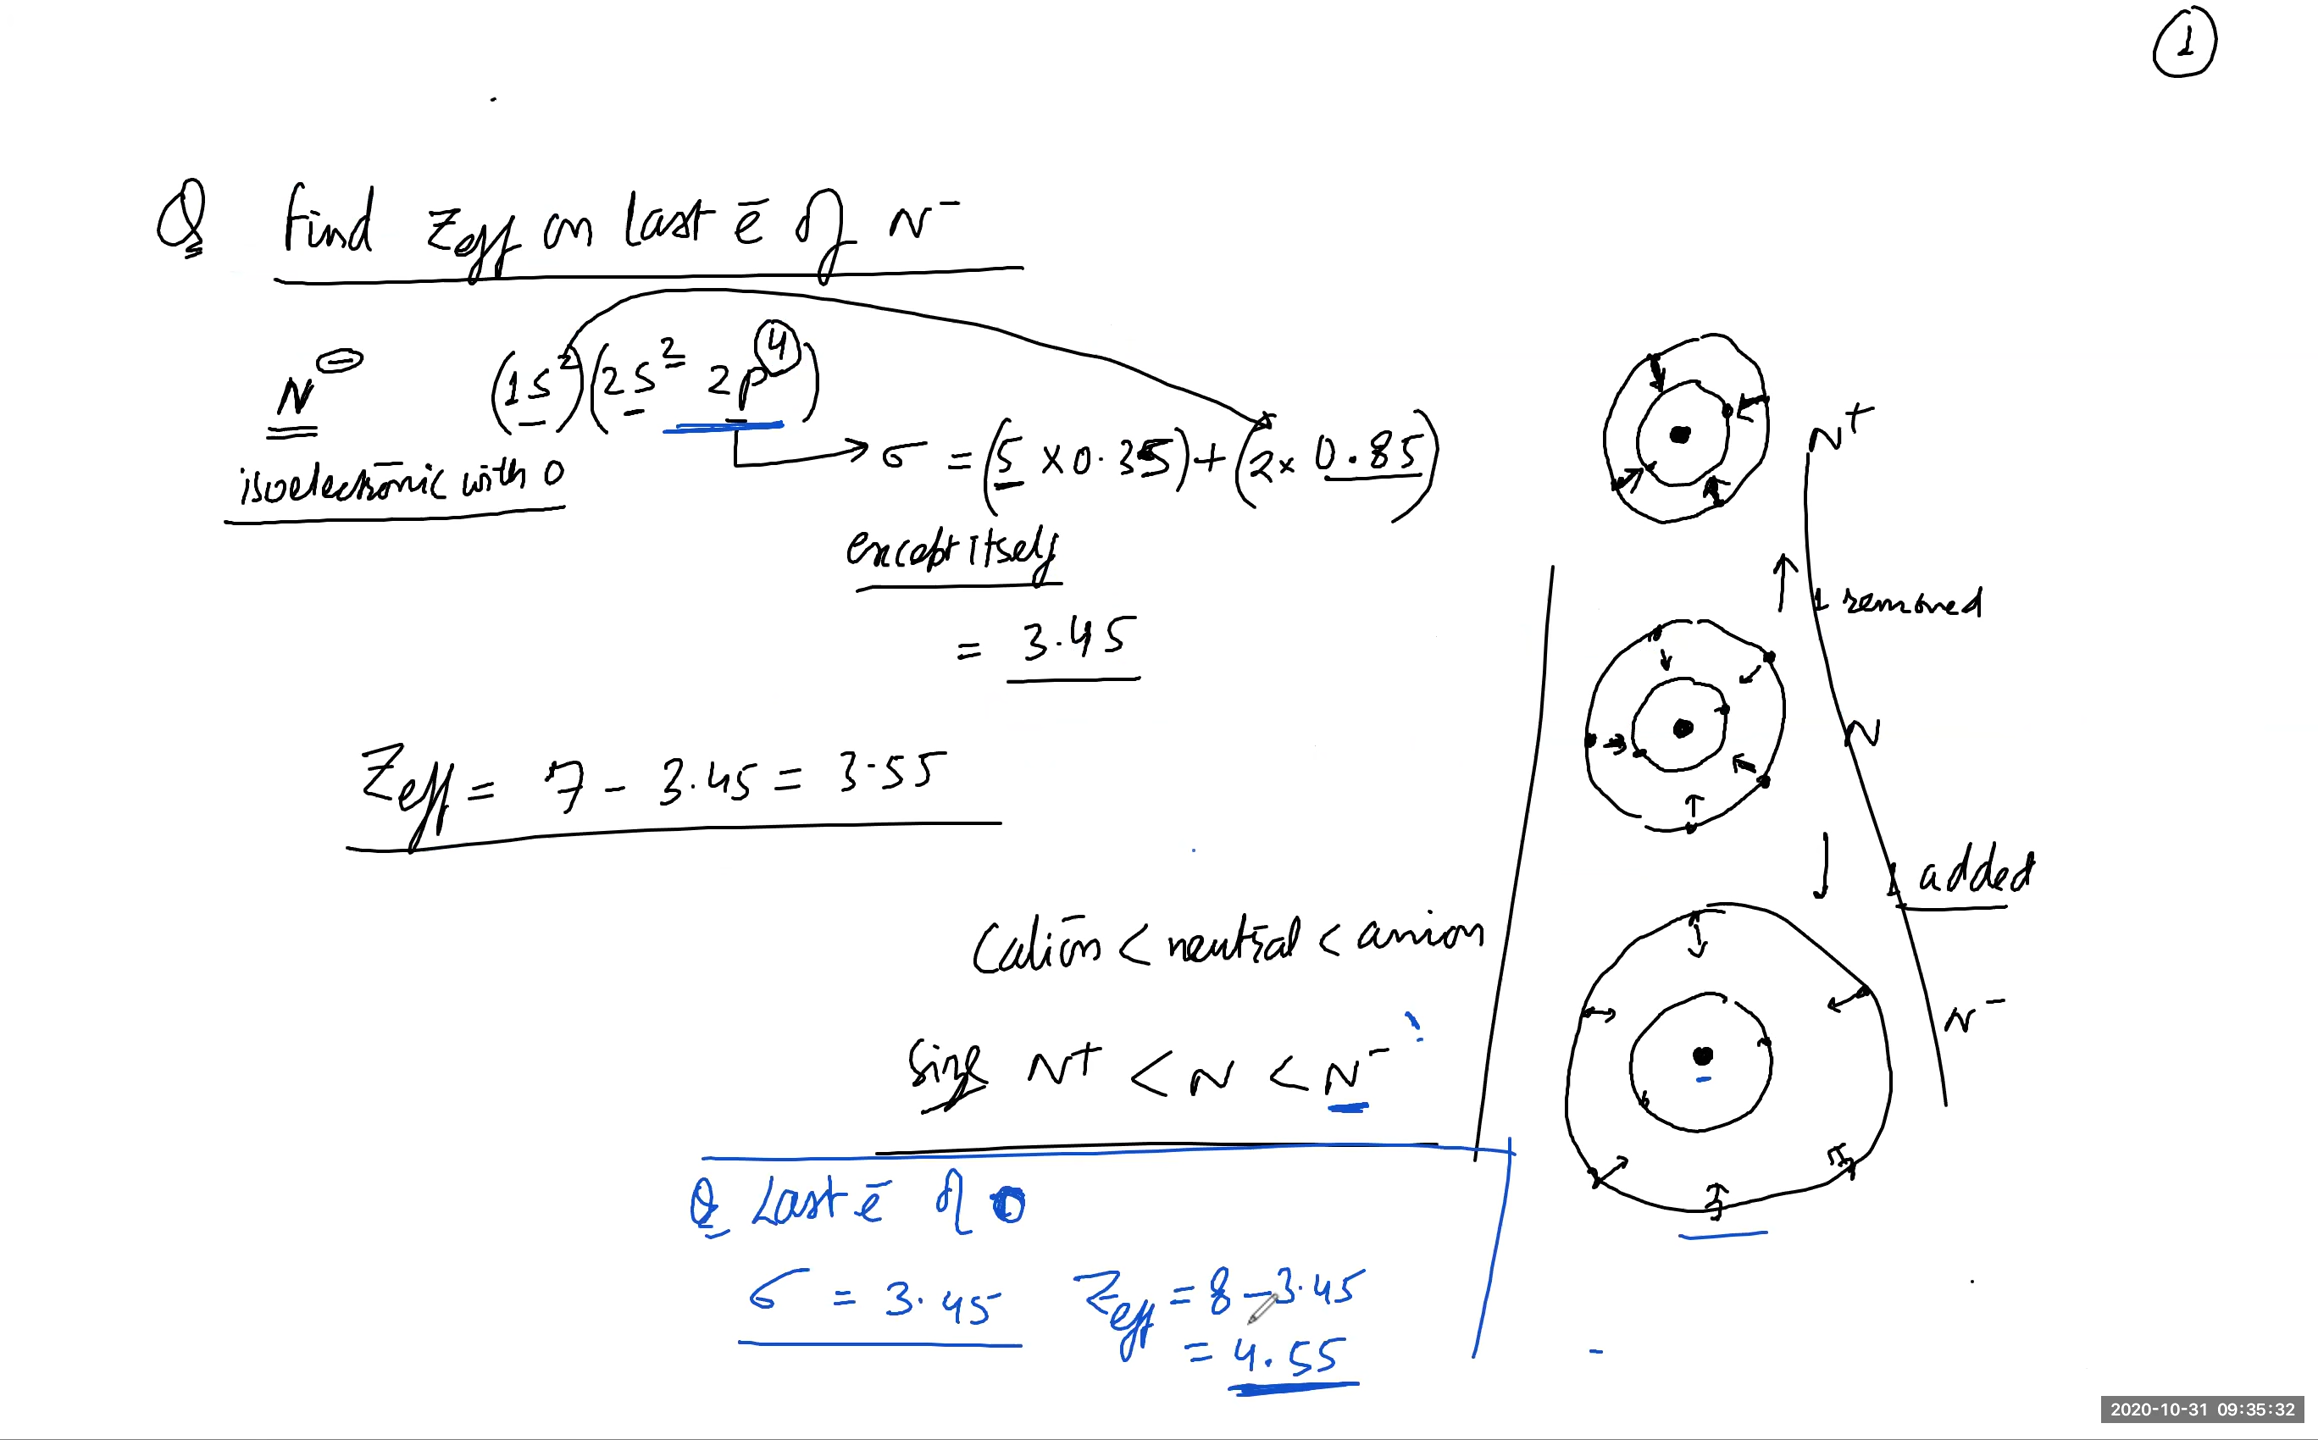 1
Q Find Zeff on last ē of N⁻
N⁻ (1s²)(2s² 2p⁴)
isoelectronic with O
σ = (5 × 0.35) + (2 × 0.85)
except itself
= 3.45
Zeff = 7 - 3.45 = 3.55
Cation < neutral < anion
Size N⁺ < N < N⁻
Q Last ē of O
σ = 3.45 Zeff = 8 - 3.45
= 4.55
N⁺
↑ 1 removed
N
↓ 1 added
N⁻
2020-10-31 09:35:32